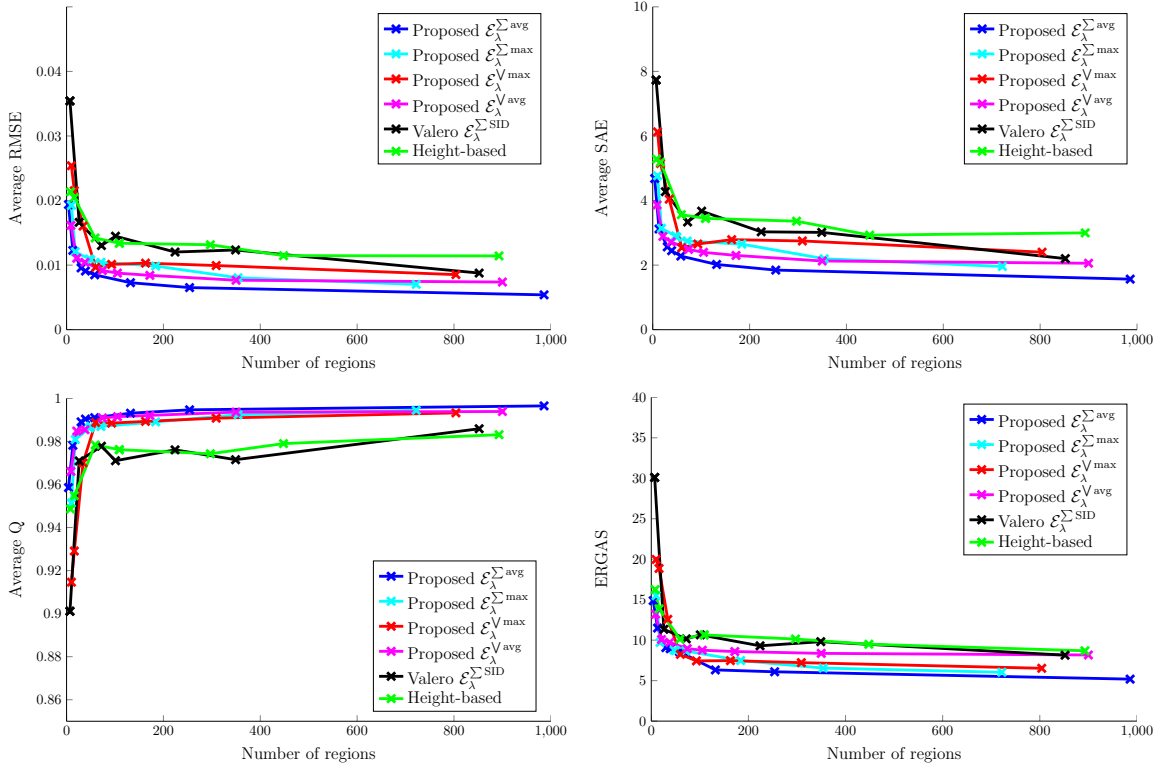 Proposed ℰ_λ^{∑avg}
Proposed ℰ_λ^{∑max}
Proposed ℰ_λ^{⋁max}
Proposed ℰ_λ^{⋁avg}
Valero ℰ_λ^{∑SID}
Height-based
0.04
0.03
0.02
0.01
0
Average RMSE
0 200 400 600 800 1,000
Number of regions
Proposed ℰ_λ^{∑avg}
Proposed ℰ_λ^{∑max}
Proposed ℰ_λ^{⋁max}
Proposed ℰ_λ^{⋁avg}
Valero ℰ_λ^{∑SID}
Height-based
10
8
6
4
2
0
Average SAE
0 200 400 600 800 1,000
Number of regions
1
0.98
0.96
0.94
0.92
0.9
0.88
0.86
Average Q
Proposed ℰ_λ^{∑avg}
Proposed ℰ_λ^{∑max}
Proposed ℰ_λ^{⋁max}
Proposed ℰ_λ^{⋁avg}
Valero ℰ_λ^{∑SID}
Height-based
0 200 400 600 800 1,000
Number of regions
40
35
30
25
20
15
10
5
0
ERGAS
Proposed ℰ_λ^{∑avg}
Proposed ℰ_λ^{∑max}
Proposed ℰ_λ^{⋁max}
Proposed ℰ_λ^{⋁avg}
Valero ℰ_λ^{∑SID}
Height-based
0 200 400 600 800 1,000
Number of regions